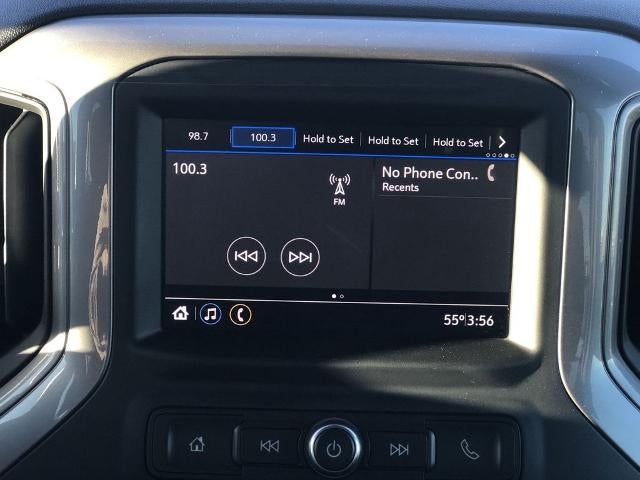 98.7 100.3 Hold to Set Hold to Set Hold to Set
100.3
FM
No Phone Con..
Recents
55° 3:56